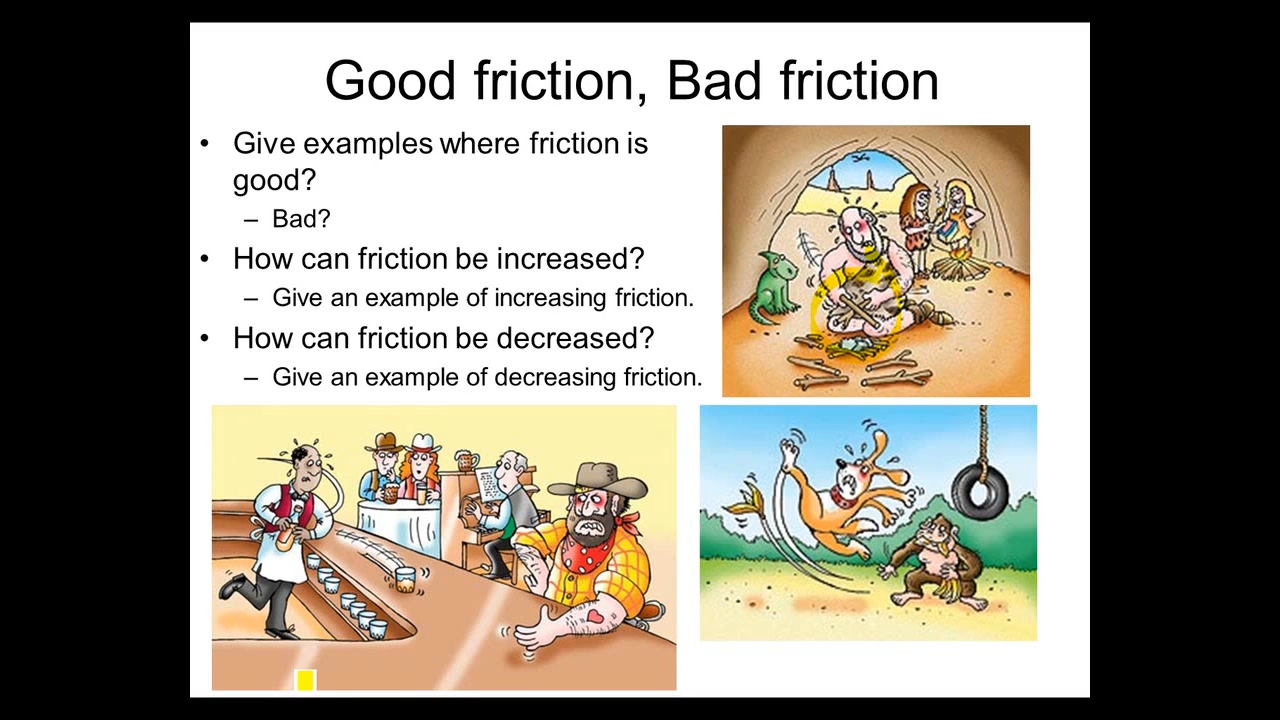 Good friction, Bad friction
• Give examples where friction is
good?
– Bad?
• How can friction be increased?
– Give an example of increasing friction.
• How can friction be decreased?
– Give an example of decreasing friction.